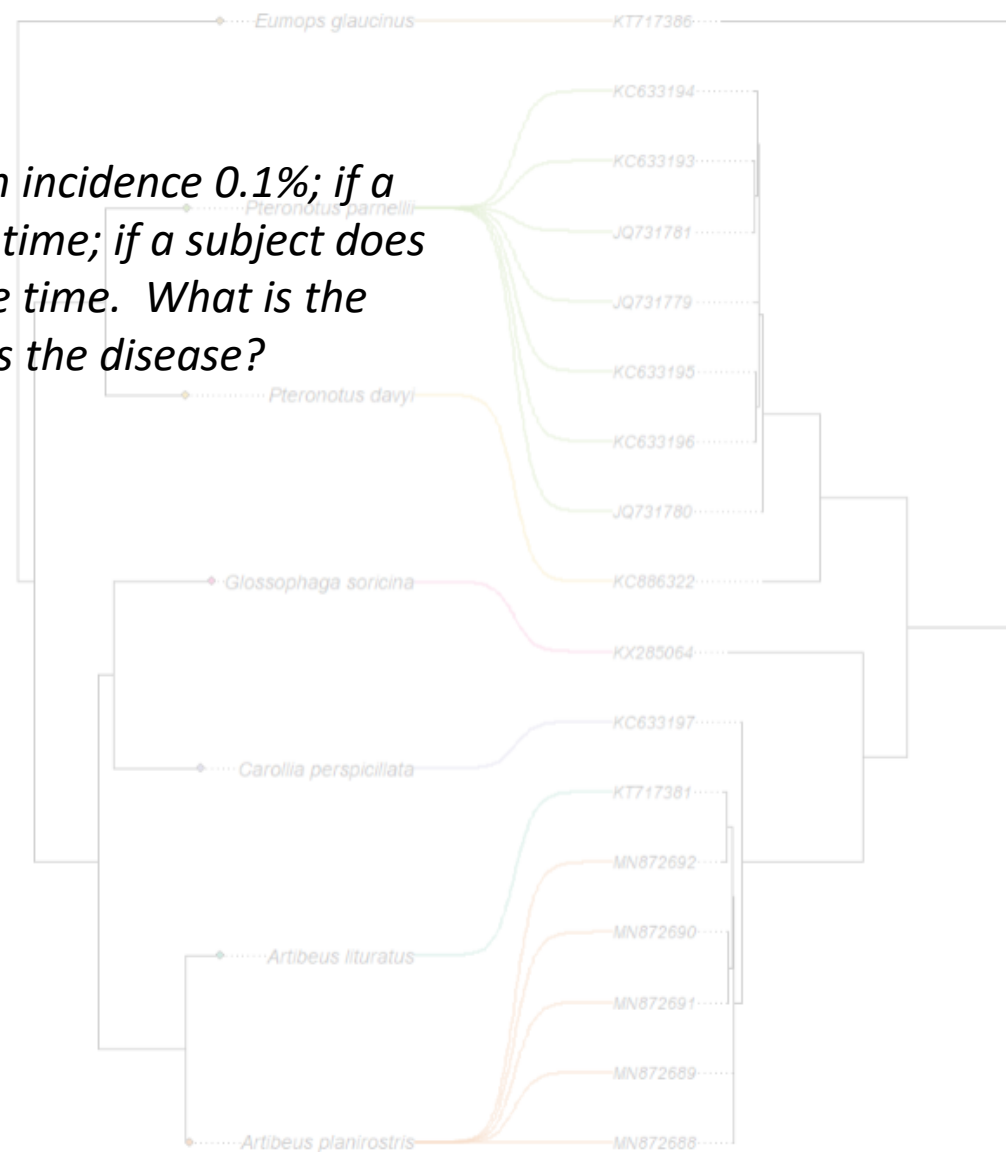 Eumops glaucinus KT717386
KC633194
n incidence 0.1%; if a
KC633193
Pteronotus parnellii
time; if a subject does
JQ731781
e time.  What is the
JQ731779
s the disease?
KC633195
Pteronotus davyi
KC633196
JQ731780
Glossophaga soricina KC886322
KX285064
KC633197
Carollia perspicillata
KT717381
MN872692
MN872690
Artibeus lituratus
MN872691
MN872689
Artibeus planirostris MN872688